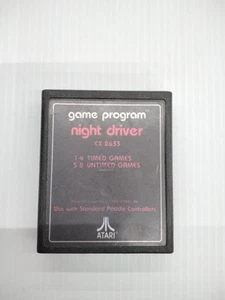 game program
night driver
CX 2633
1-4 TIMED GAMES
5-8 UNTIMED GAMES
Use with Standard Paddle Controllers
ATARI